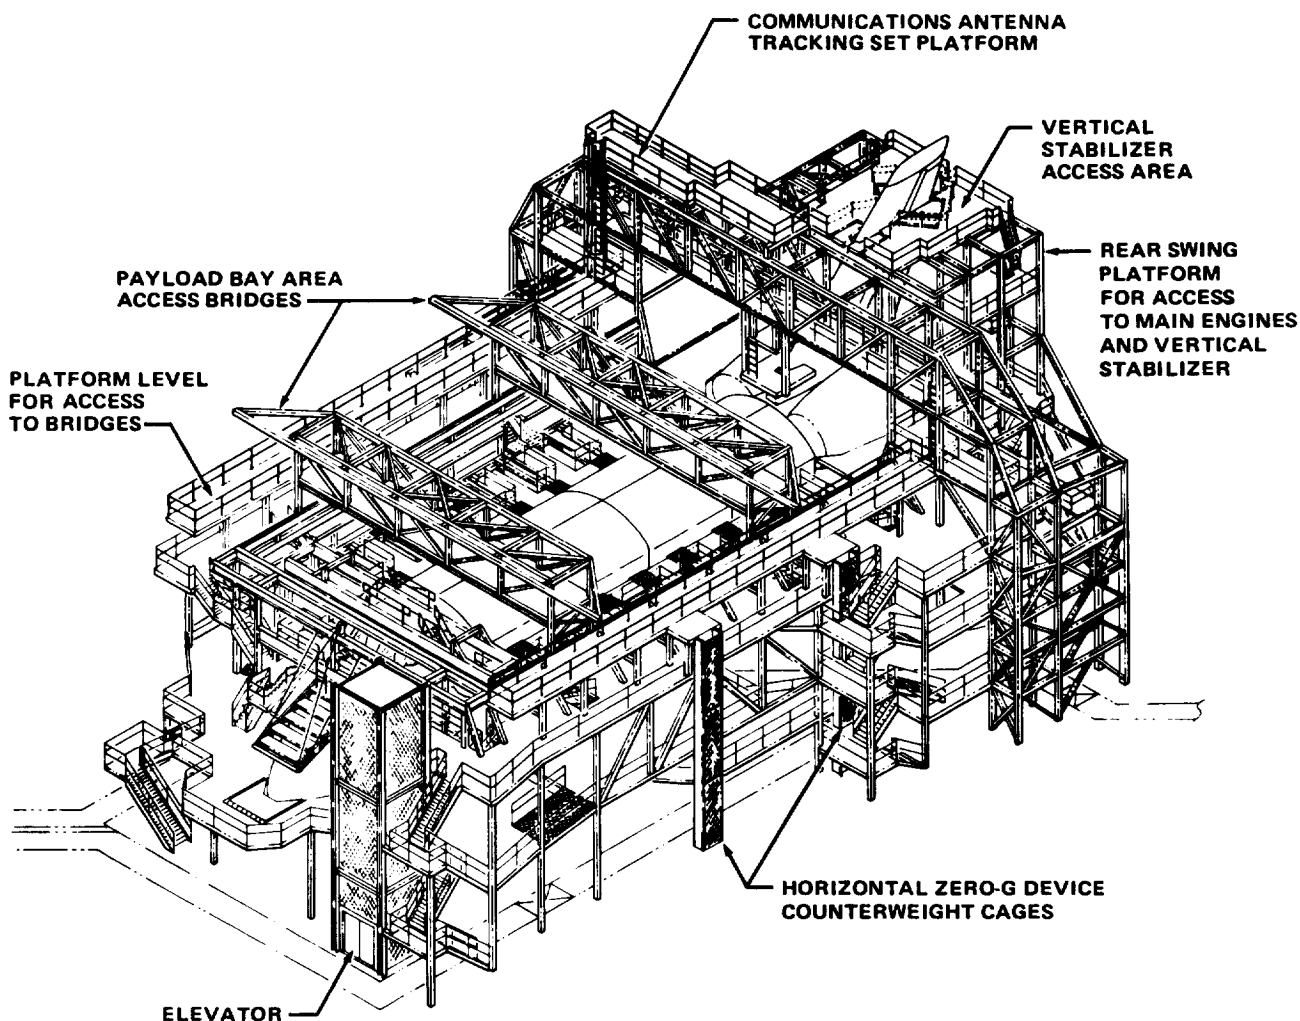 COMMUNICATIONS ANTENNA
TRACKING SET PLATFORM
VERTICAL
STABILIZER
ACCESS AREA
REAR SWING
PLATFORM
FOR ACCESS
TO MAIN ENGINES
AND VERTICAL
STABILIZER
PAYLOAD BAY AREA
ACCESS BRIDGES
PLATFORM LEVEL
FOR ACCESS
TO BRIDGES
HORIZONTAL ZERO-G DEVICE
COUNTERWEIGHT CAGES
ELEVATOR